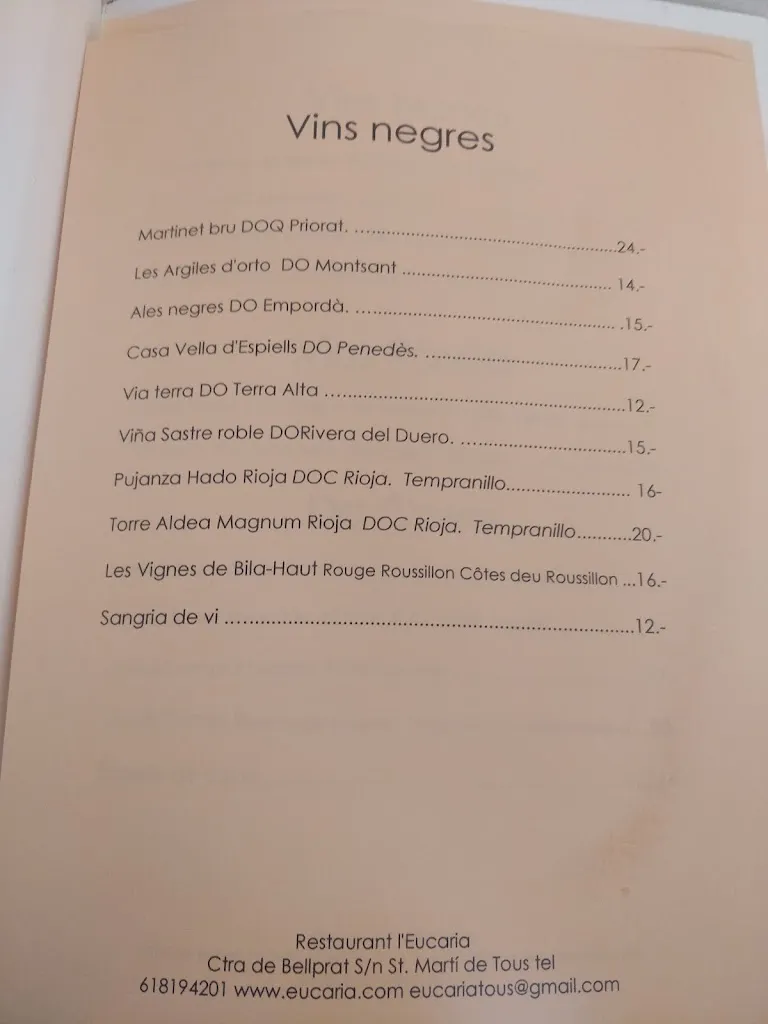 Vins negres
Martinet bru DOQ Priorat. ........................................................24.-
Les Argiles d'orto DO Montsant ............................................. 14.-
Ales negres DO Empordà. ....................................................... .15.-
Casa Vella d'Espiells DO Penedès. ..........................................17.-
Via terra DO Terra Alta ................................................................12.-
Viña Sastre roble DORivera del Duero. ...................................15.-
Pujanza Hado Rioja DOC Rioja. Tempranillo.......................... 16-
Torre Aldea Magnum Rioja DOC Rioja. Tempranillo...........20.-
Les Vignes de Bila-Haut Rouge Roussillon Côtes deu Roussillon ...16.-
Sangria de vi ....................................................................................12.-
Restaurant l'Eucaria
Ctra de Bellprat S/n St. Martí de Tous tel
618194201 www.eucaria.com eucariatous@gmail.com